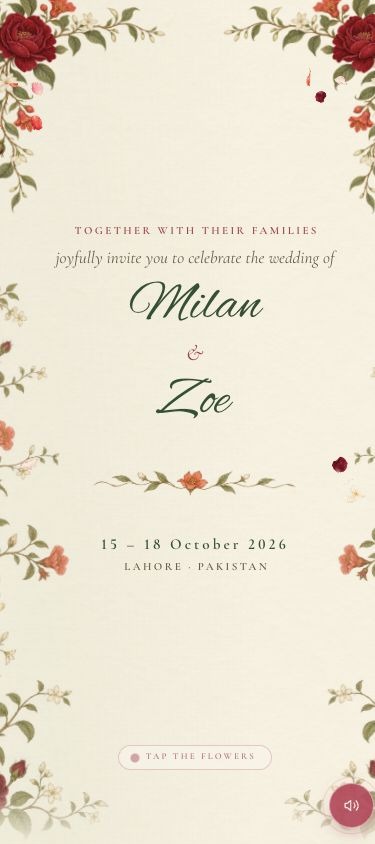 TOGETHER WITH THEIR FAMILIES
joyfully invite you to celebrate the wedding of
Milan
&
Zoe
15 – 18 October 2026
LAHORE · PAKISTAN
TAP THE FLOWERS